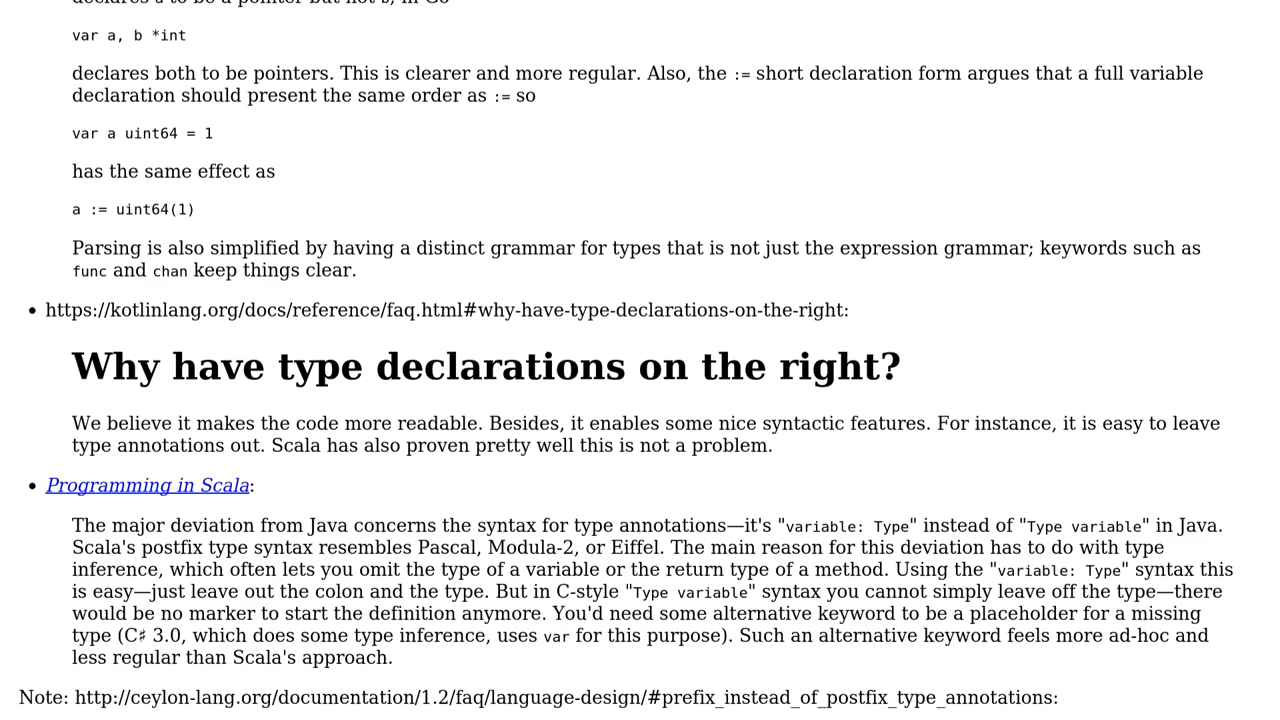 declares a to be a pointer but not b; in Go
var a, b *int
declares both to be pointers. This is clearer and more regular. Also, the := short declaration form argues that a full variable
declaration should present the same order as := so
var a uint64 = 1
has the same effect as
a := uint64(1)
Parsing is also simplified by having a distinct grammar for types that is not just the expression grammar; keywords such as
func and chan keep things clear.
• https://kotlinlang.org/docs/reference/faq.html#why-have-type-declarations-on-the-right:
Why have type declarations on the right?
We believe it makes the code more readable. Besides, it enables some nice syntactic features. For instance, it is easy to leave
type annotations out. Scala has also proven pretty well this is not a problem.
• Programming in Scala:
The major deviation from Java concerns the syntax for type annotations—it's "variable: Type" instead of "Type variable" in Java.
Scala's postfix type syntax resembles Pascal, Modula-2, or Eiffel. The main reason for this deviation has to do with type
inference, which often lets you omit the type of a variable or the return type of a method. Using the "variable: Type" syntax this
is easy—just leave out the colon and the type. But in C-style "Type variable" syntax you cannot simply leave off the type—there
would be no marker to start the definition anymore. You'd need some alternative keyword to be a placeholder for a missing
type (C♯ 3.0, which does some type inference, uses var for this purpose). Such an alternative keyword feels more ad-hoc and
less regular than Scala's approach.
Note: http://ceylon-lang.org/documentation/1.2/faq/language-design/#prefix_instead_of_postfix_type_annotations: